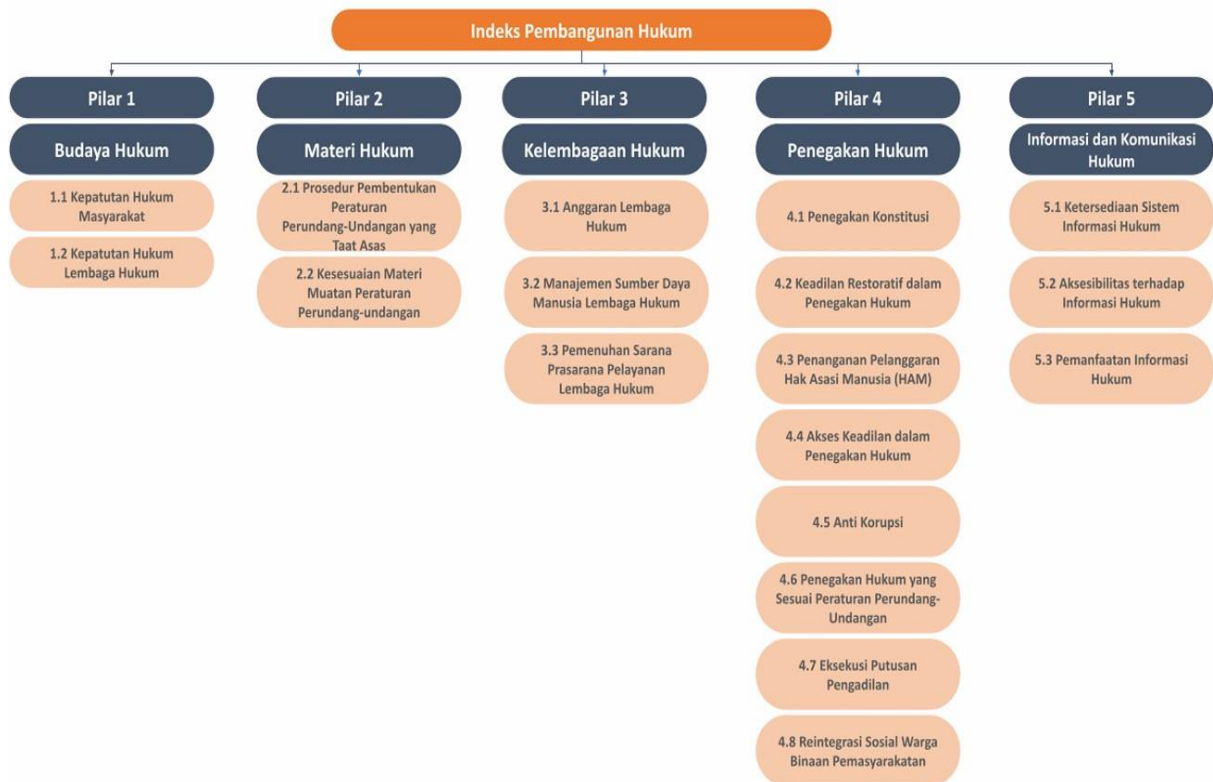 Indeks Pembangunan Hukum
Pilar 1
Budaya Hukum
1.1 Kepatutan Hukum
Masyarakat
1.2 Kepatutan Hukum
Lembaga Hukum
Pilar 2
Materi Hukum
2.1 Prosedur Pembentukan
Peraturan
Perundang-Undangan yang
Taat Asas
2.2 Kesesuaian Materi
Muatan Peraturan
Perundang-undangan
Pilar 3
Kelembagaan Hukum
3.1 Anggaran Lembaga
Hukum
3.2 Manajemen Sumber Daya
Manusia Lembaga Hukum
3.3 Pemenuhan Sarana
Prasarana Pelayanan
Lembaga Hukum
Pilar 4
Penegakan Hukum
4.1 Penegakan Konstitusi
4.2 Keadilan Restoratif dalam
Penegakan Hukum
4.3 Penanganan Pelanggaran
Hak Asasi Manusia (HAM)
4.4 Akses Keadilan dalam
Penegakan Hukum
4.5 Anti Korupsi
4.6 Penegakan Hukum yang
Sesuai Peraturan Perundang-
Undangan
4.7 Eksekusi Putusan
Pengadilan
4.8 Reintegrasi Sosial Warga
Binaan Pemasyarakatan
Pilar 5
Informasi dan Komunikasi
Hukum
5.1 Ketersediaan Sistem
Informasi Hukum
5.2 Aksesibilitas terhadap
Informasi Hukum
5.3 Pemanfaatan Informasi
Hukum